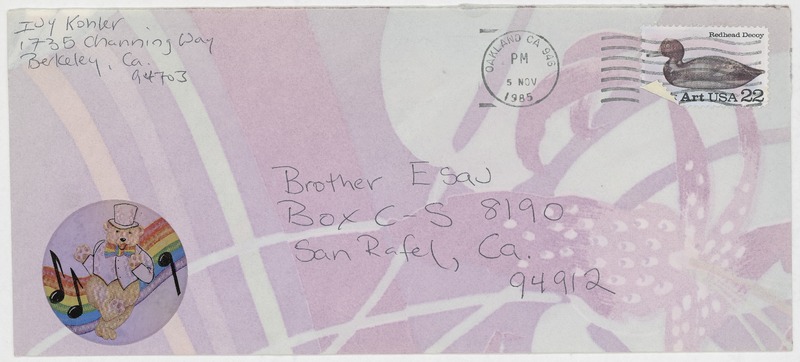 Ivy Kohler
1735 Channing Way
Berkeley, Ca.
94703
OAKLAND CA 946
PM
5 NOV
1985
Redhead Decoy
Art USA 22
Brother Esau
Box C-S 8190
San Rafel, Ca.
94912